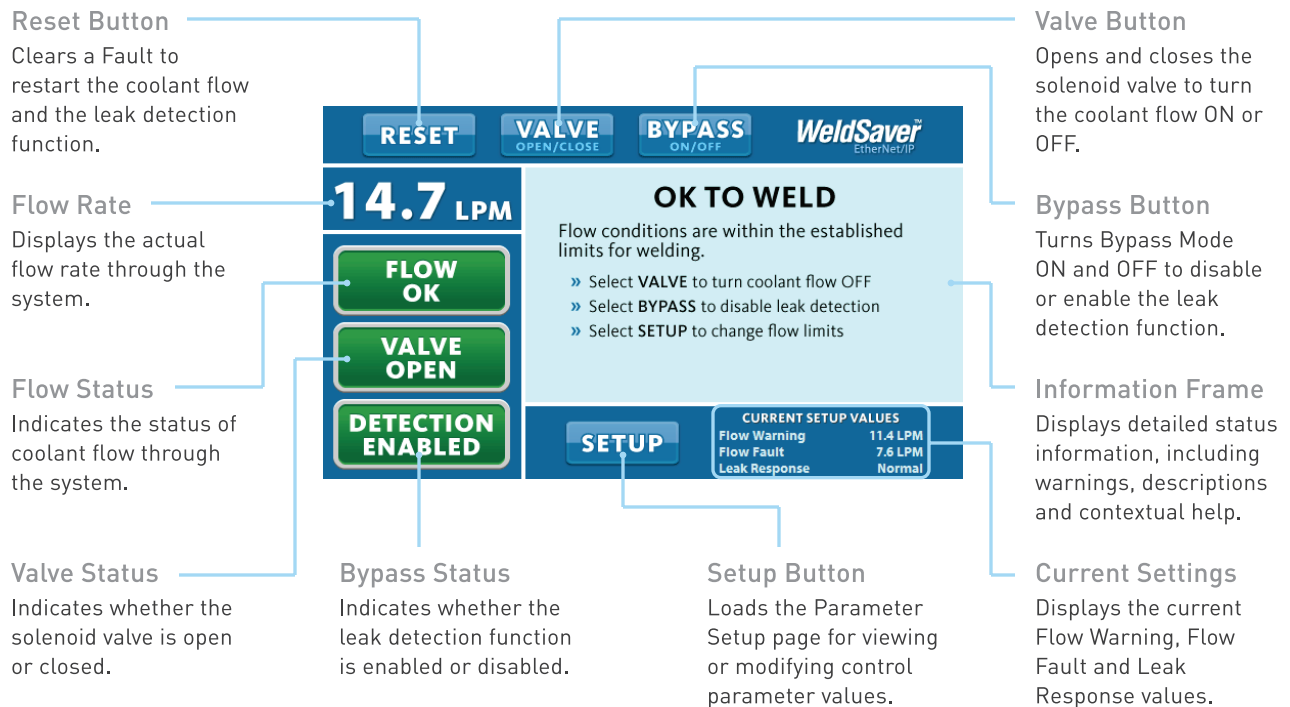 Reset Button
Clears a Fault to
restart the coolant flow
and the leak detection
function.
Flow Rate
Displays the actual
flow rate through the
system.
Flow Status
Indicates the status of
coolant flow through
the system.
Valve Status
Indicates whether the
solenoid valve is open
or closed.
RESET
VALVE
OPEN/CLOSE
BYPASS
ON/OFF
WeldSaver™
EtherNet/IP
14.7 LPM
FLOW
OK
VALVE
OPEN
DETECTION
ENABLED
OK TO WELD
Flow conditions are within the established
limits for welding.
» Select VALVE to turn coolant flow OFF
» Select BYPASS to disable leak detection
» Select SETUP to change flow limits
SETUP
CURRENT SETUP VALUES
Flow Warning 11.4 LPM
Flow Fault 7.6 LPM
Leak Response Normal
Bypass Status
Indicates whether the
leak detection function
is enabled or disabled.
Setup Button
Loads the Parameter
Setup page for viewing
or modifying control
parameter values.
Valve Button
Opens and closes the
solenoid valve to turn
the coolant flow ON or
OFF.
Bypass Button
Turns Bypass Mode
ON and OFF to disable
or enable the leak
detection function.
Information Frame
Displays detailed status
information, including
warnings, descriptions
and contextual help.
Current Settings
Displays the current
Flow Warning, Flow
Fault and Leak
Response values.